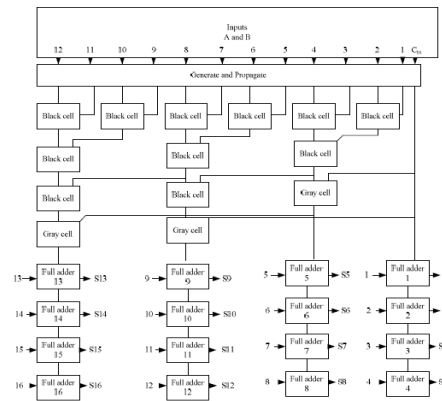 Inputs
A and B
12 11 10 9 8 7 6 5 4 3 2 1 Cin
Generate and Propagate
Black cell Black cell Black cell Black cell Black cell Black cell
Black cell
Black cell
Black cell
Black cell
Black cell
Gray cell
Gray cell
Gray cell
13 Full adder 13 S13
9 Full adder 9 S9
5 Full adder 5 S5
1 Full adder 1
14 Full adder 14 S14
10 Full adder 10 S10
6 Full adder 6 S6
2 Full adder 2
15 Full adder 15 S15
11 Full adder 11 S11
7 Full adder 7 S7
3 Full adder 3
16 Full adder 16 S16
12 Full adder 12 S12
8 Full adder 8 S8
4 Full adder 4